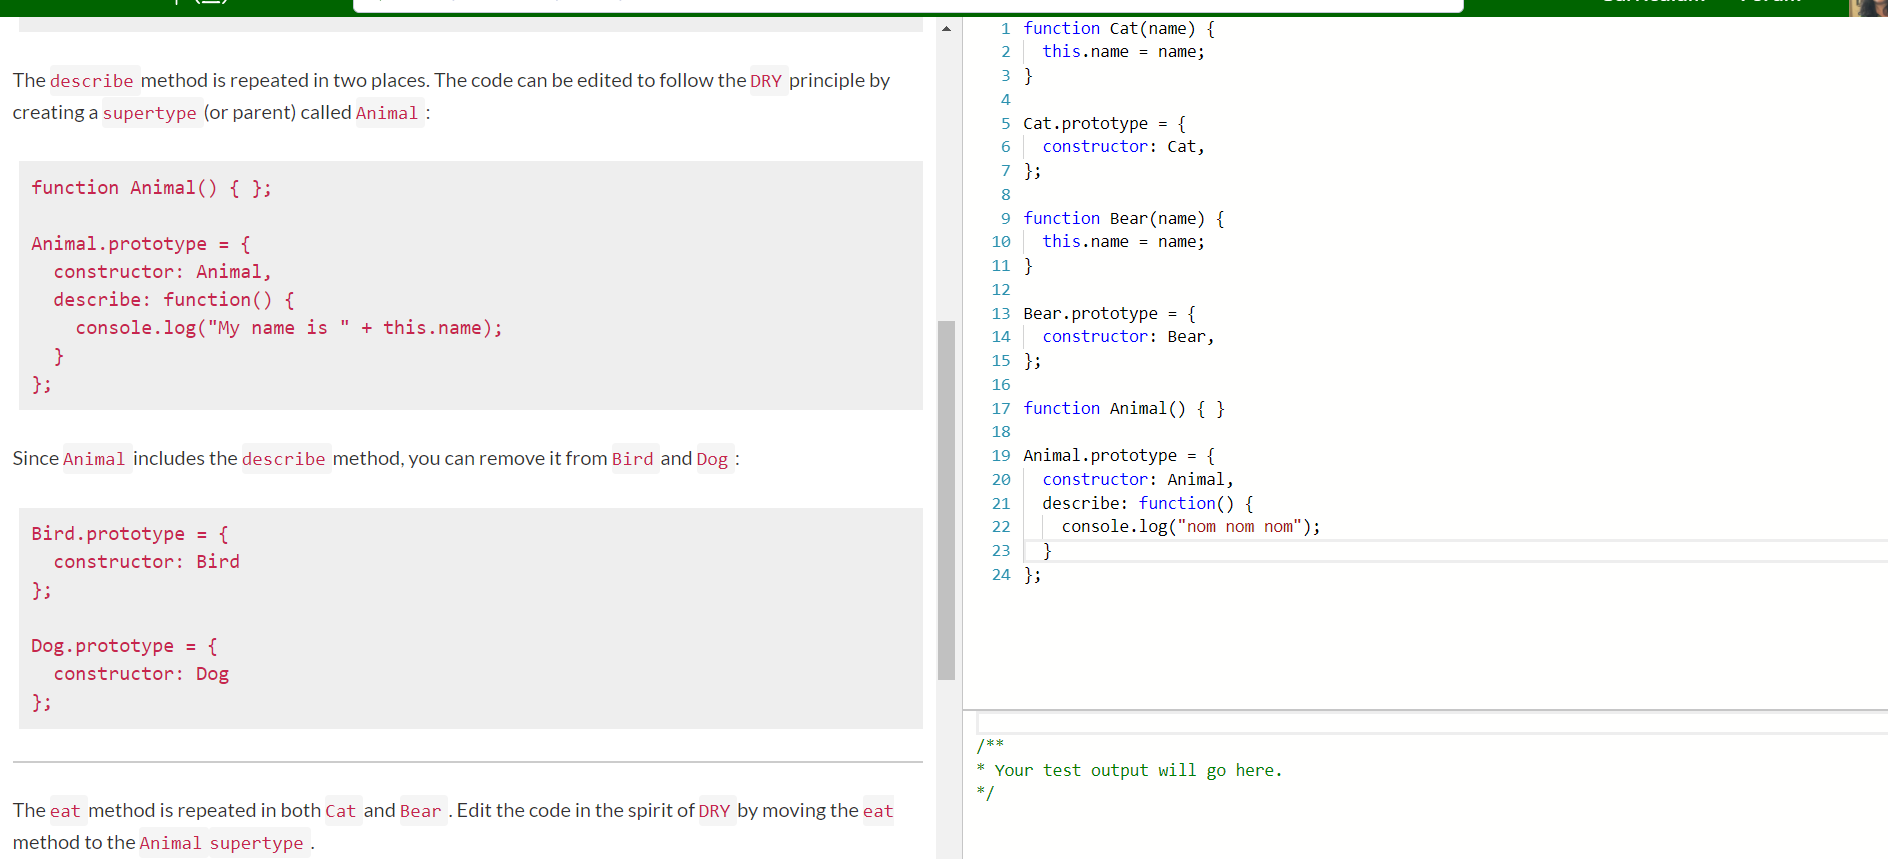 The describe method is repeated in two places. The code can be edited to follow the DRY principle by
creating a supertype (or parent) called Animal :
function Animal() { };
Animal.prototype = {
  constructor: Animal,
  describe: function() {
    console.log("My name is " + this.name);
  }
};
Since Animal includes the describe method, you can remove it from Bird and Dog :
Bird.prototype = {
  constructor: Bird
};
Dog.prototype = {
  constructor: Dog
};
The eat method is repeated in both Cat and Bear . Edit the code in the spirit of DRY by moving the eat
method to the Animal supertype .
1 function Cat(name) {
2   this.name = name;
3 }
4
5 Cat.prototype = {
6   constructor: Cat,
7 };
8
9 function Bear(name) {
10   this.name = name;
11 }
12
13 Bear.prototype = {
14   constructor: Bear,
15 };
16
17 function Animal() { }
18
19 Animal.prototype = {
20   constructor: Animal,
21   describe: function() {
22     console.log("nom nom nom");
23   }
24 };
/**
* Your test output will go here.
*/